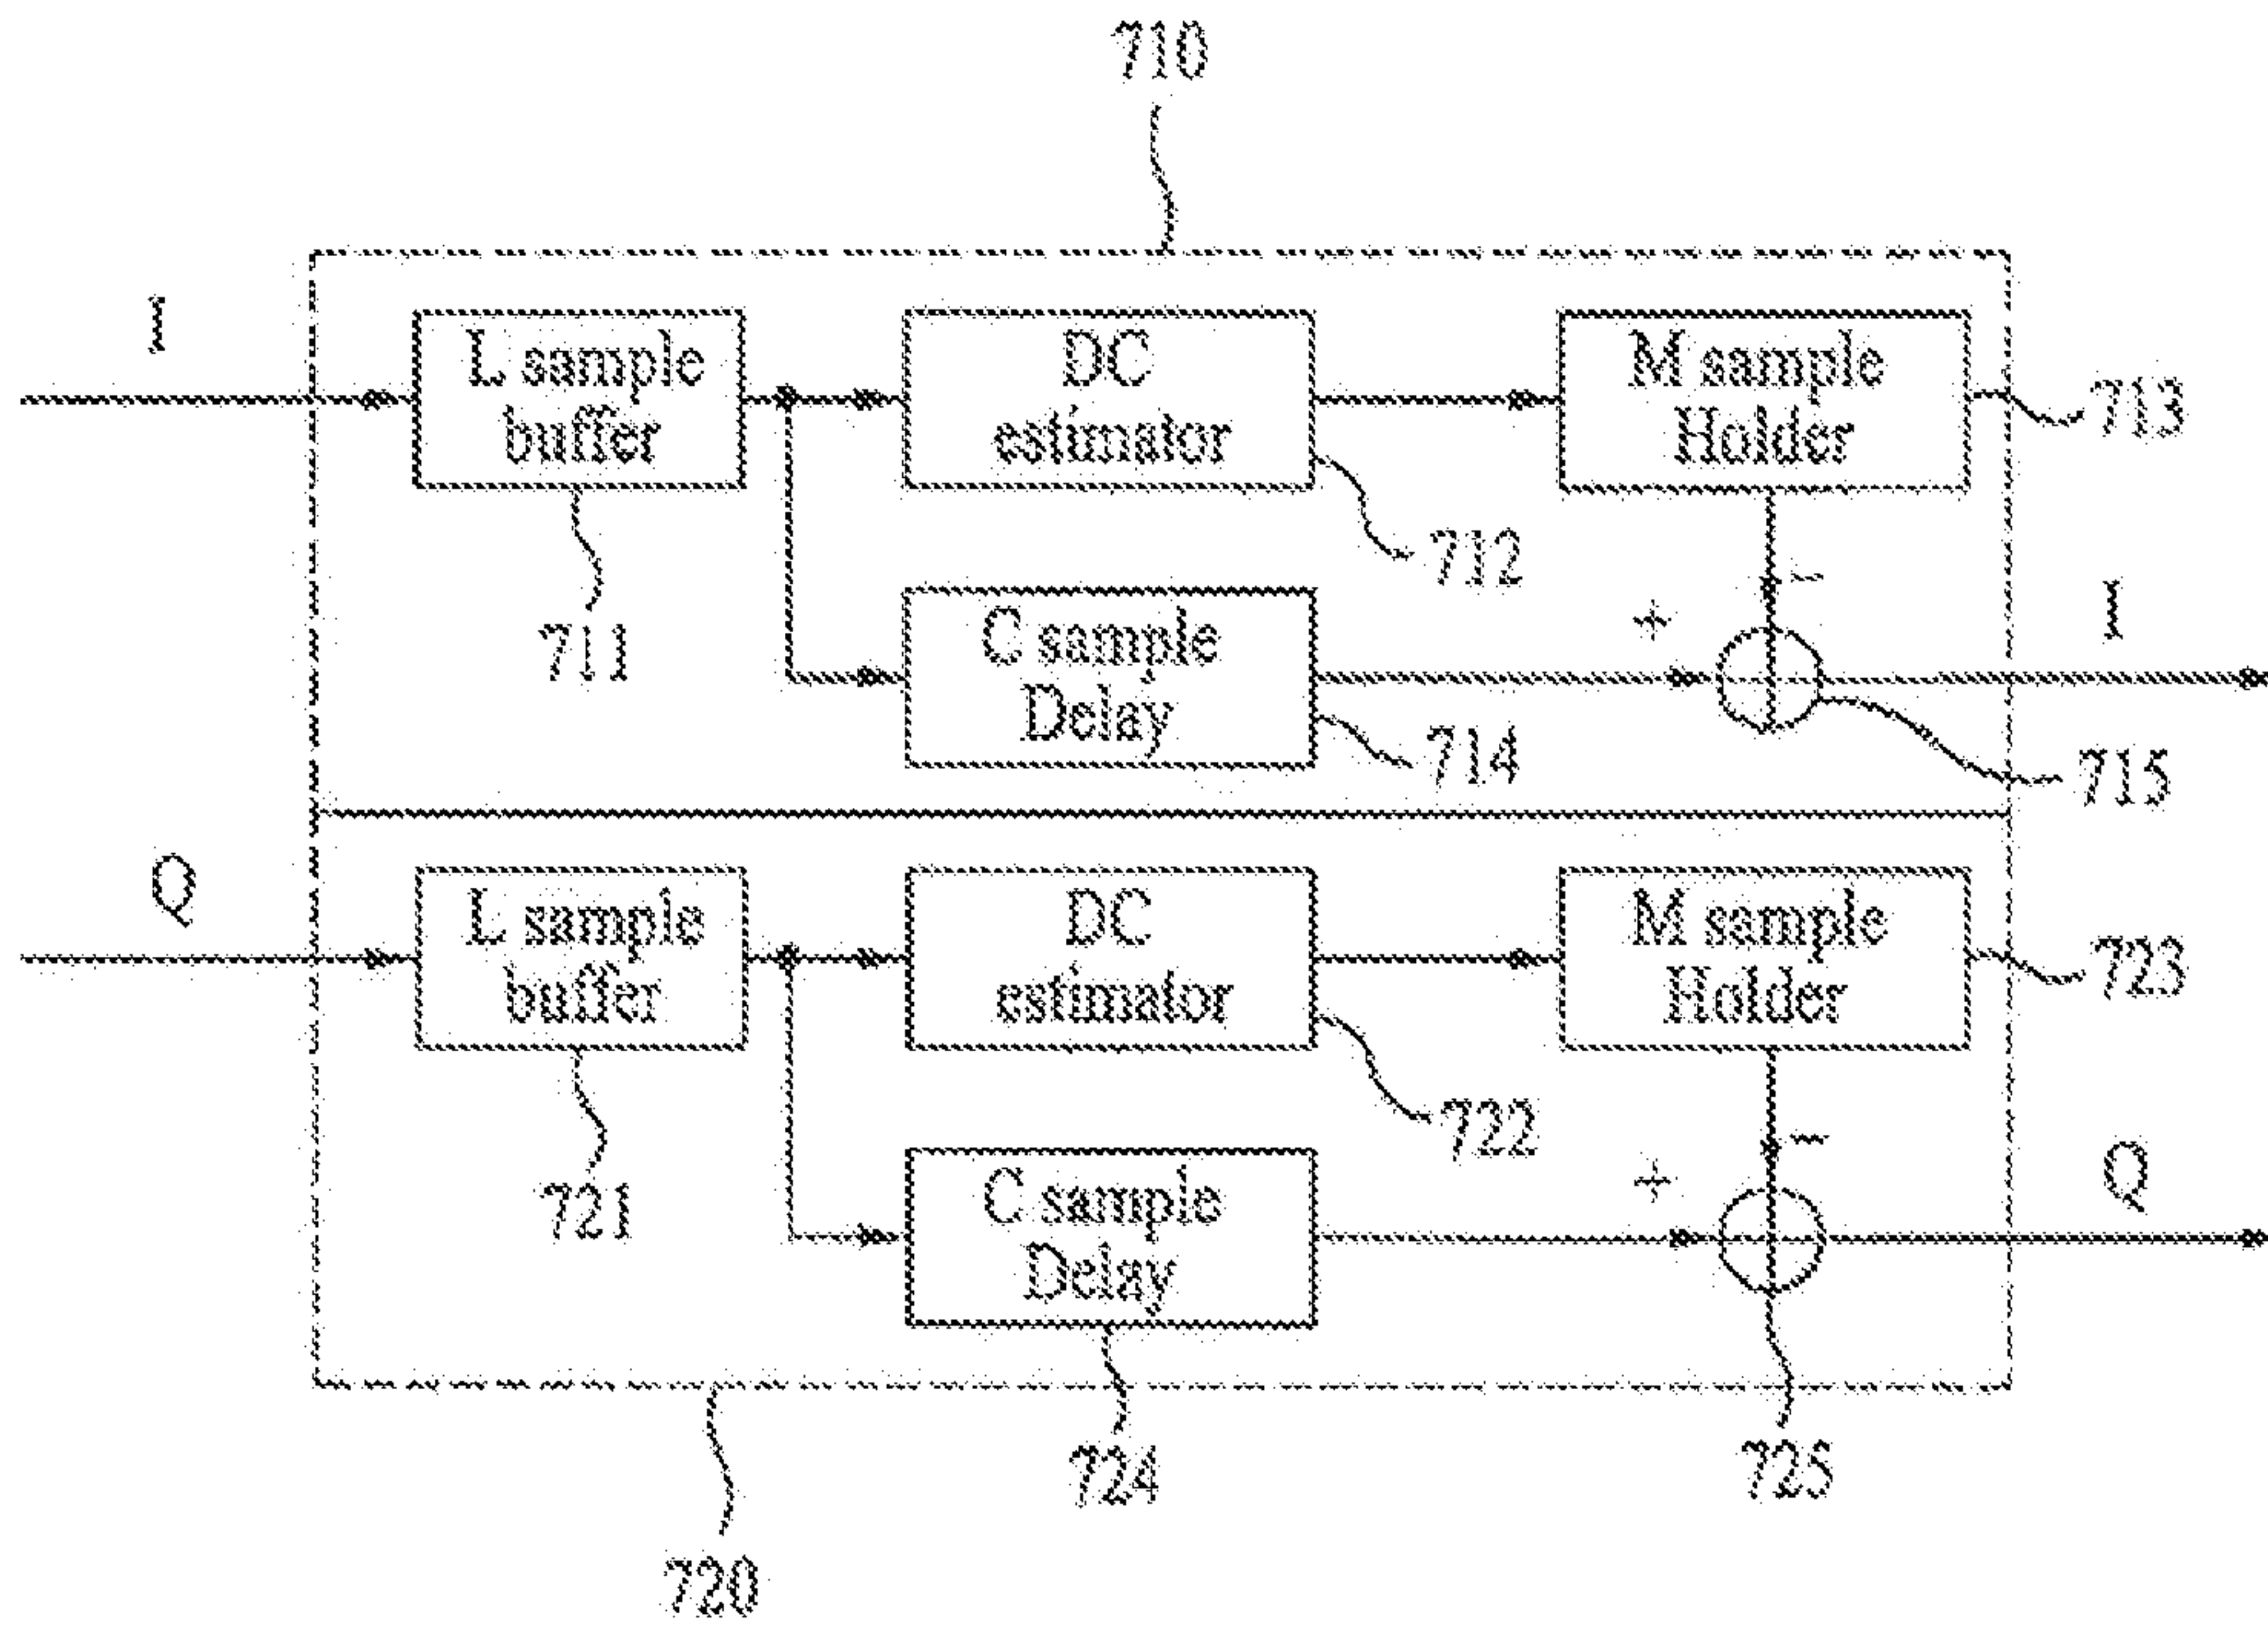 710
I
L sample
buffer
DC
estimator
M sample
Holder
713
712
711
C sample
Delay
−
+
I
714
715
Q
L sample
buffer
DC
estimator
M sample
Holder
723
722
721
C sample
Delay
−
+
Q
724
725
720